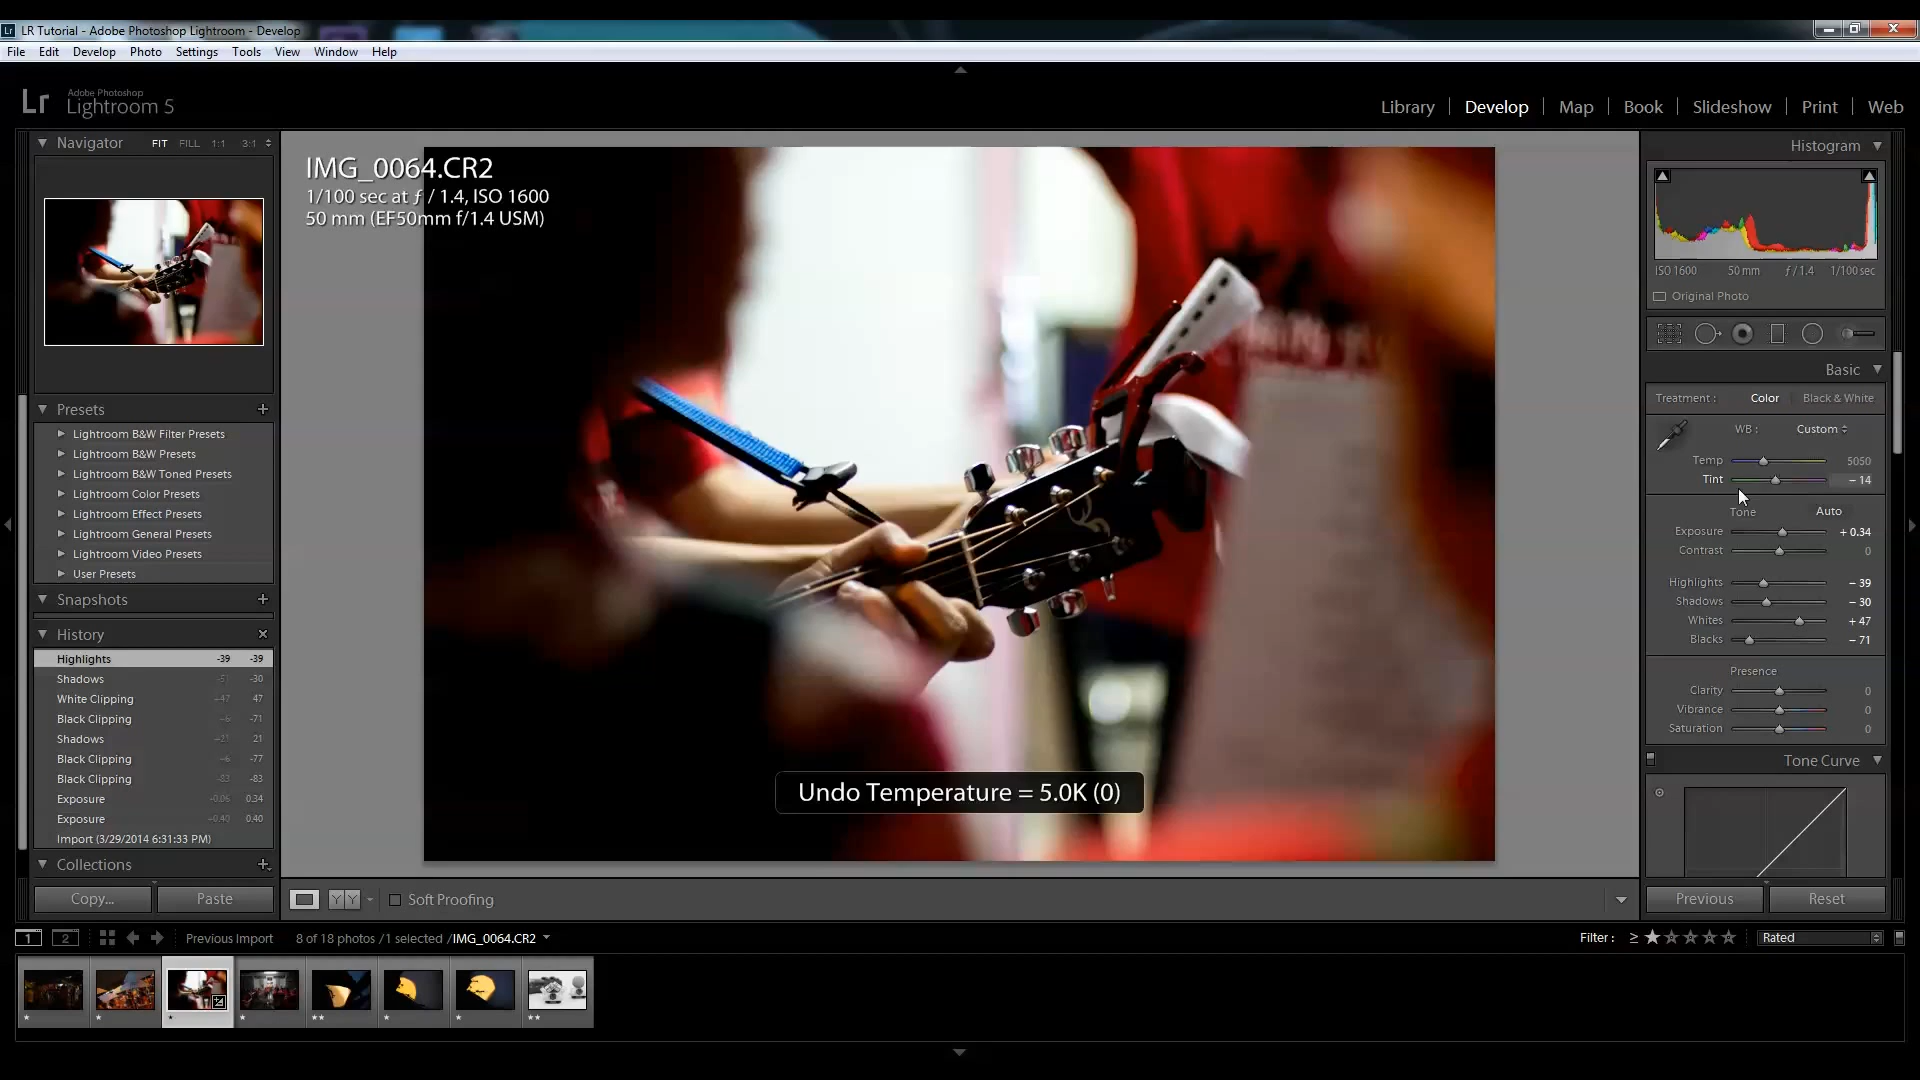 LR Tutorial - Adobe Photoshop Lightroom - Develop
File Edit Develop Photo Settings Tools View Window Help
Lr Adobe Photoshop
Lightroom 5
Library Develop Map Book Slideshow Print Web
Navigator FIT FILL 1:1 3:1
IMG_0064.CR2
1/100 sec at ƒ / 1.4, ISO 1600
50 mm (EF50mm f/1.4 USM)
Presets
Lightroom B&W Filter Presets
Lightroom B&W Presets
Lightroom B&W Toned Presets
Lightroom Color Presets
Lightroom Effect Presets
Lightroom General Presets
Lightroom Video Presets
User Presets
Snapshots
History
Highlights -39 -39
Shadows -30
White Clipping +47 47
Black Clipping -71
Shadows +21 21
Black Clipping -77
Black Clipping -83 -83
Exposure 0.34
Exposure 0.40
Import (3/29/2014 6:31:33 PM)
Collections
Copy... Paste
Undo Temperature = 5.0K (0)
Soft Proofing
Histogram
ISO 1600 50 mm ƒ / 1.4 1/100 sec
Original Photo
Basic
Treatment : Color Black & White
WB : Custom
Temp 5050
Tint – 14
Tone Auto
Exposure + 0.34
Contrast 0
Highlights – 39
Shadows – 30
Whites + 47
Blacks – 71
Presence
Clarity 0
Vibrance 0
Saturation 0
Tone Curve
Previous Reset
1 2 Previous Import 8 of 18 photos /1 selected /IMG_0064.CR2
Filter : ≥ Rated